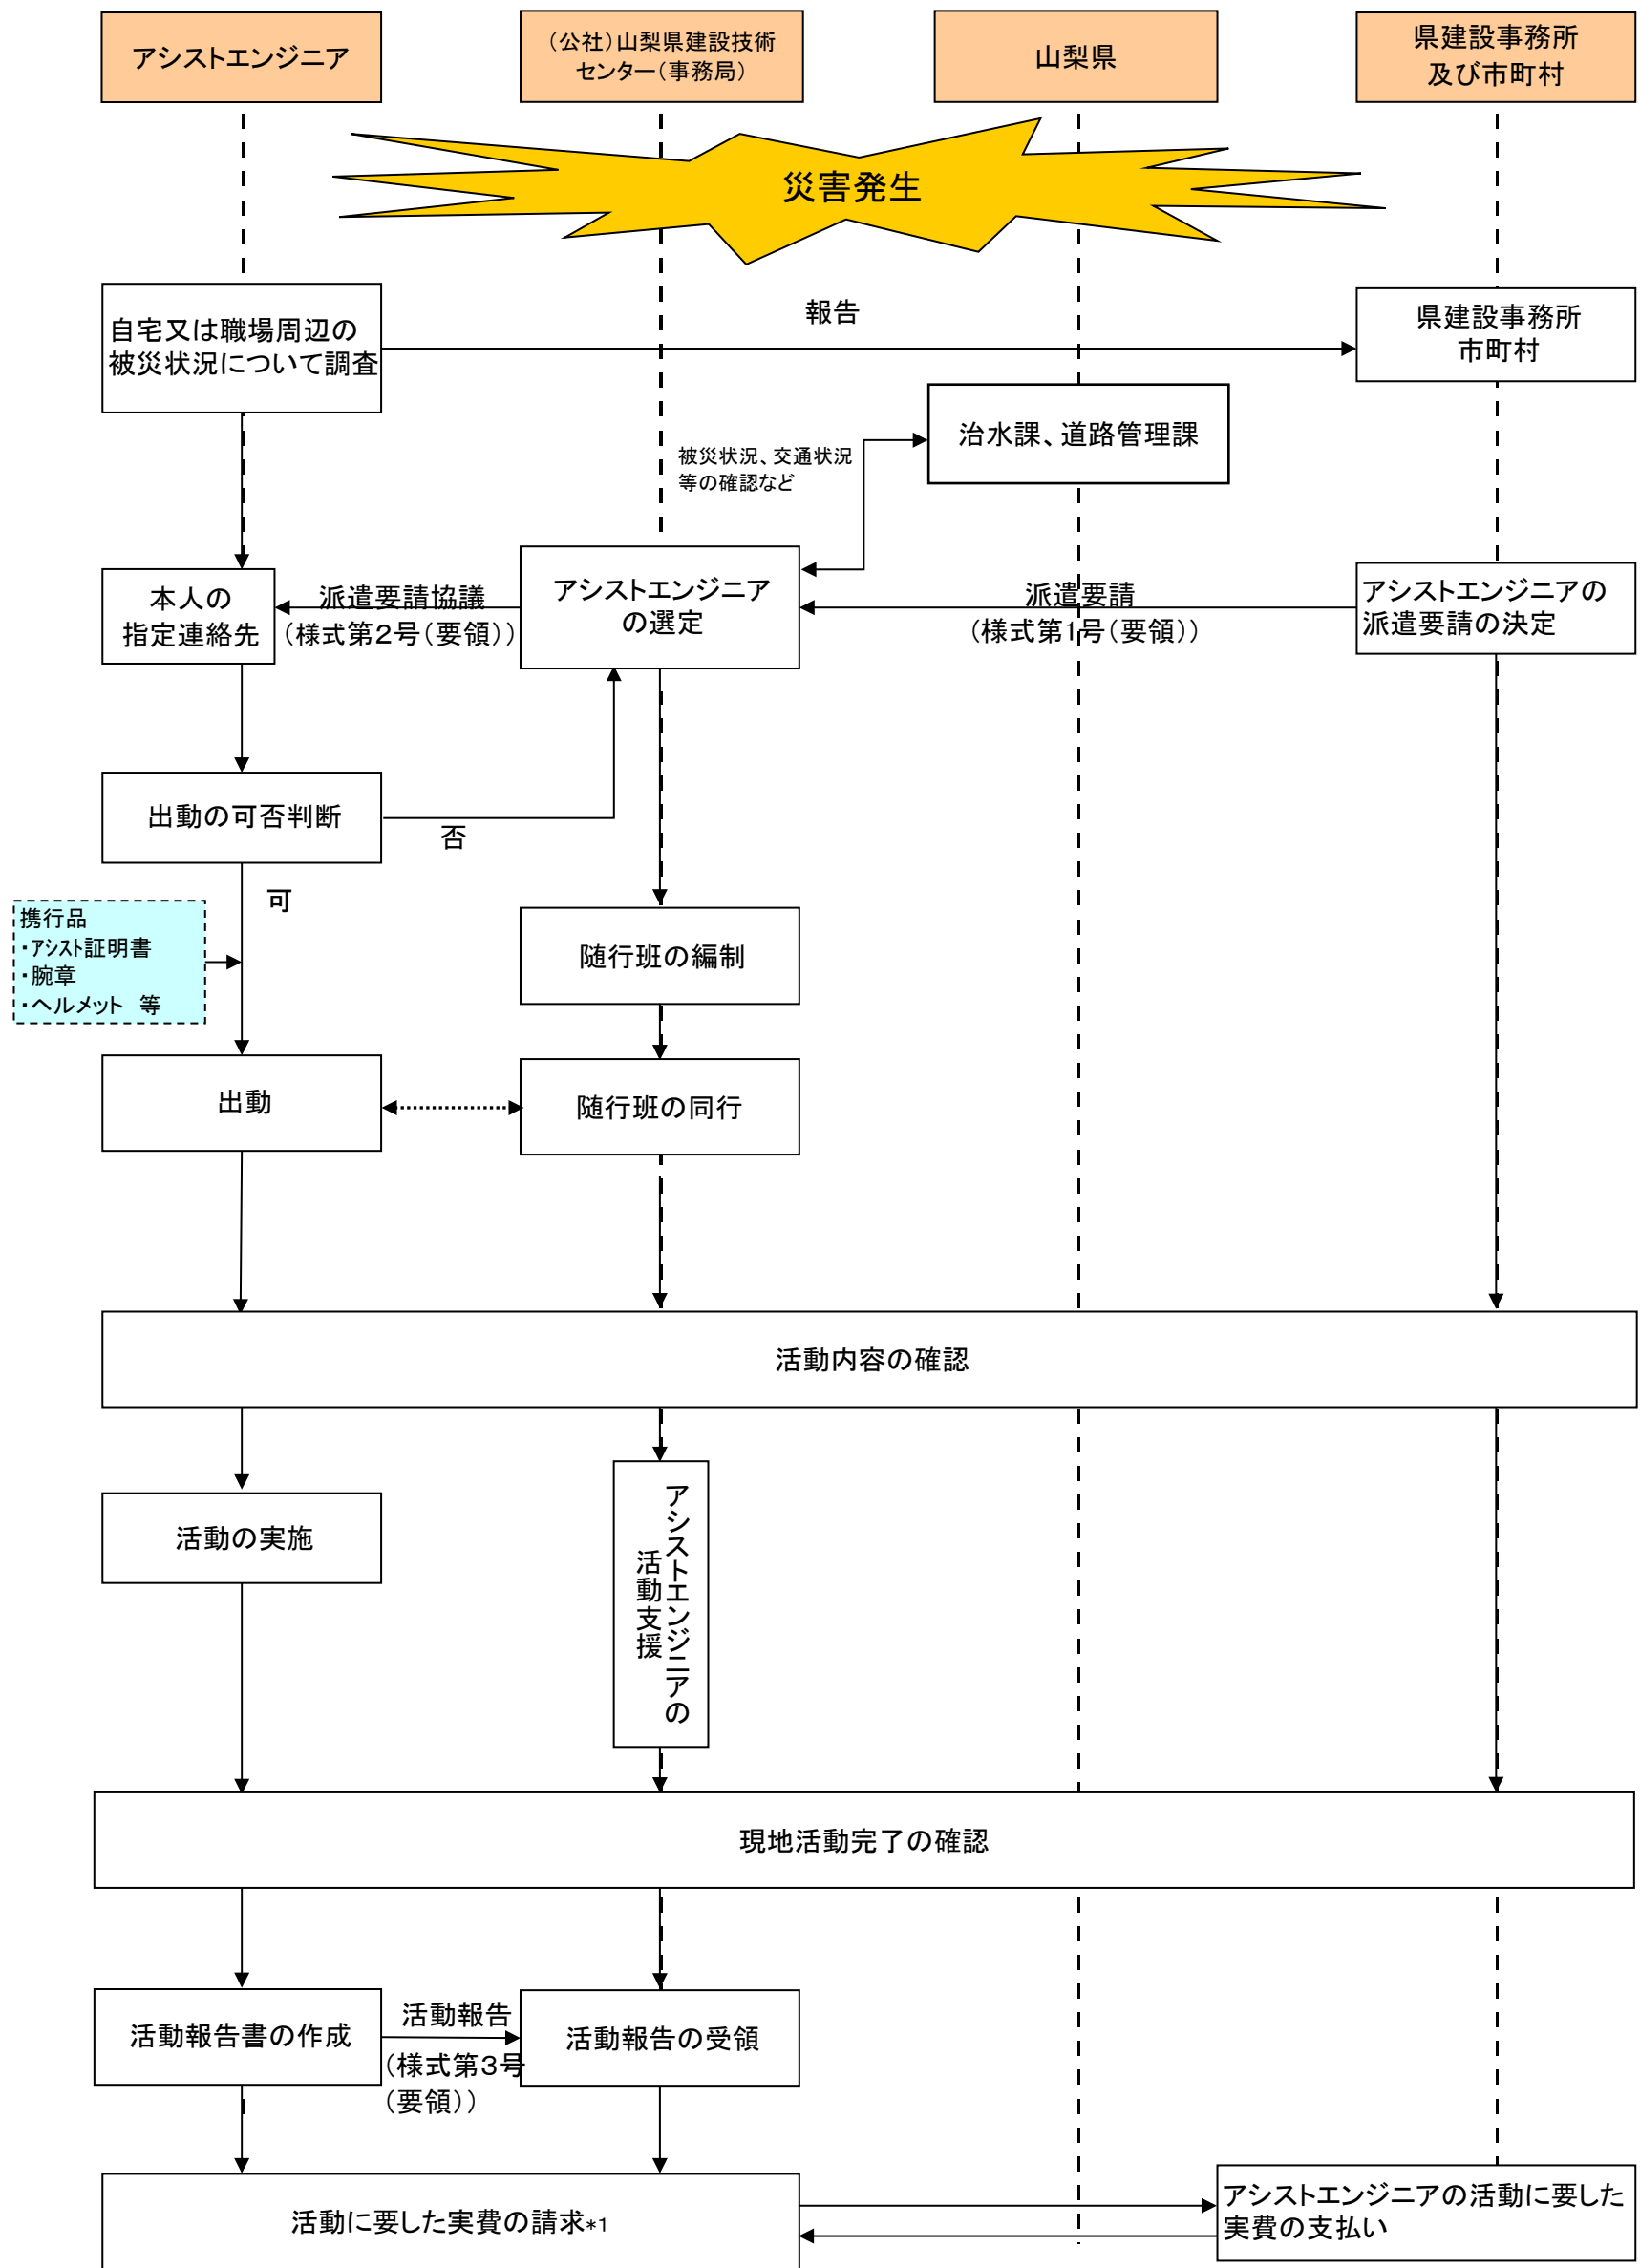 アシストエンジニア
（公社）山梨県建設技術
センター（事務局）
山梨県
県建設事務所
及び市町村
災害発生
自宅又は職場周辺の
被災状況について調査
報告
県建設事務所
市町村
治水課、道路管理課
被災状況、交通状況
等の確認など
本人の
指定連絡先
派遣要請協議
（様式第２号（要領））
アシストエンジニア
の選定
派遣要請
（様式第１号（要領））
アシストエンジニアの
派遣要請の決定
出動の可否判断
否
可
携行品
・アシスト証明書
・腕章
・ヘルメット　等
随行班の編制
出動
随行班の同行
活動内容の確認
活動の実施
アシストエンジニアの
活動支援
現地活動完了の確認
活動報告書の作成
活動報告
（様式第３号
（要領））
活動報告の受領
活動に要した実費の請求*1
アシストエンジニアの活動に要した
実費の支払い